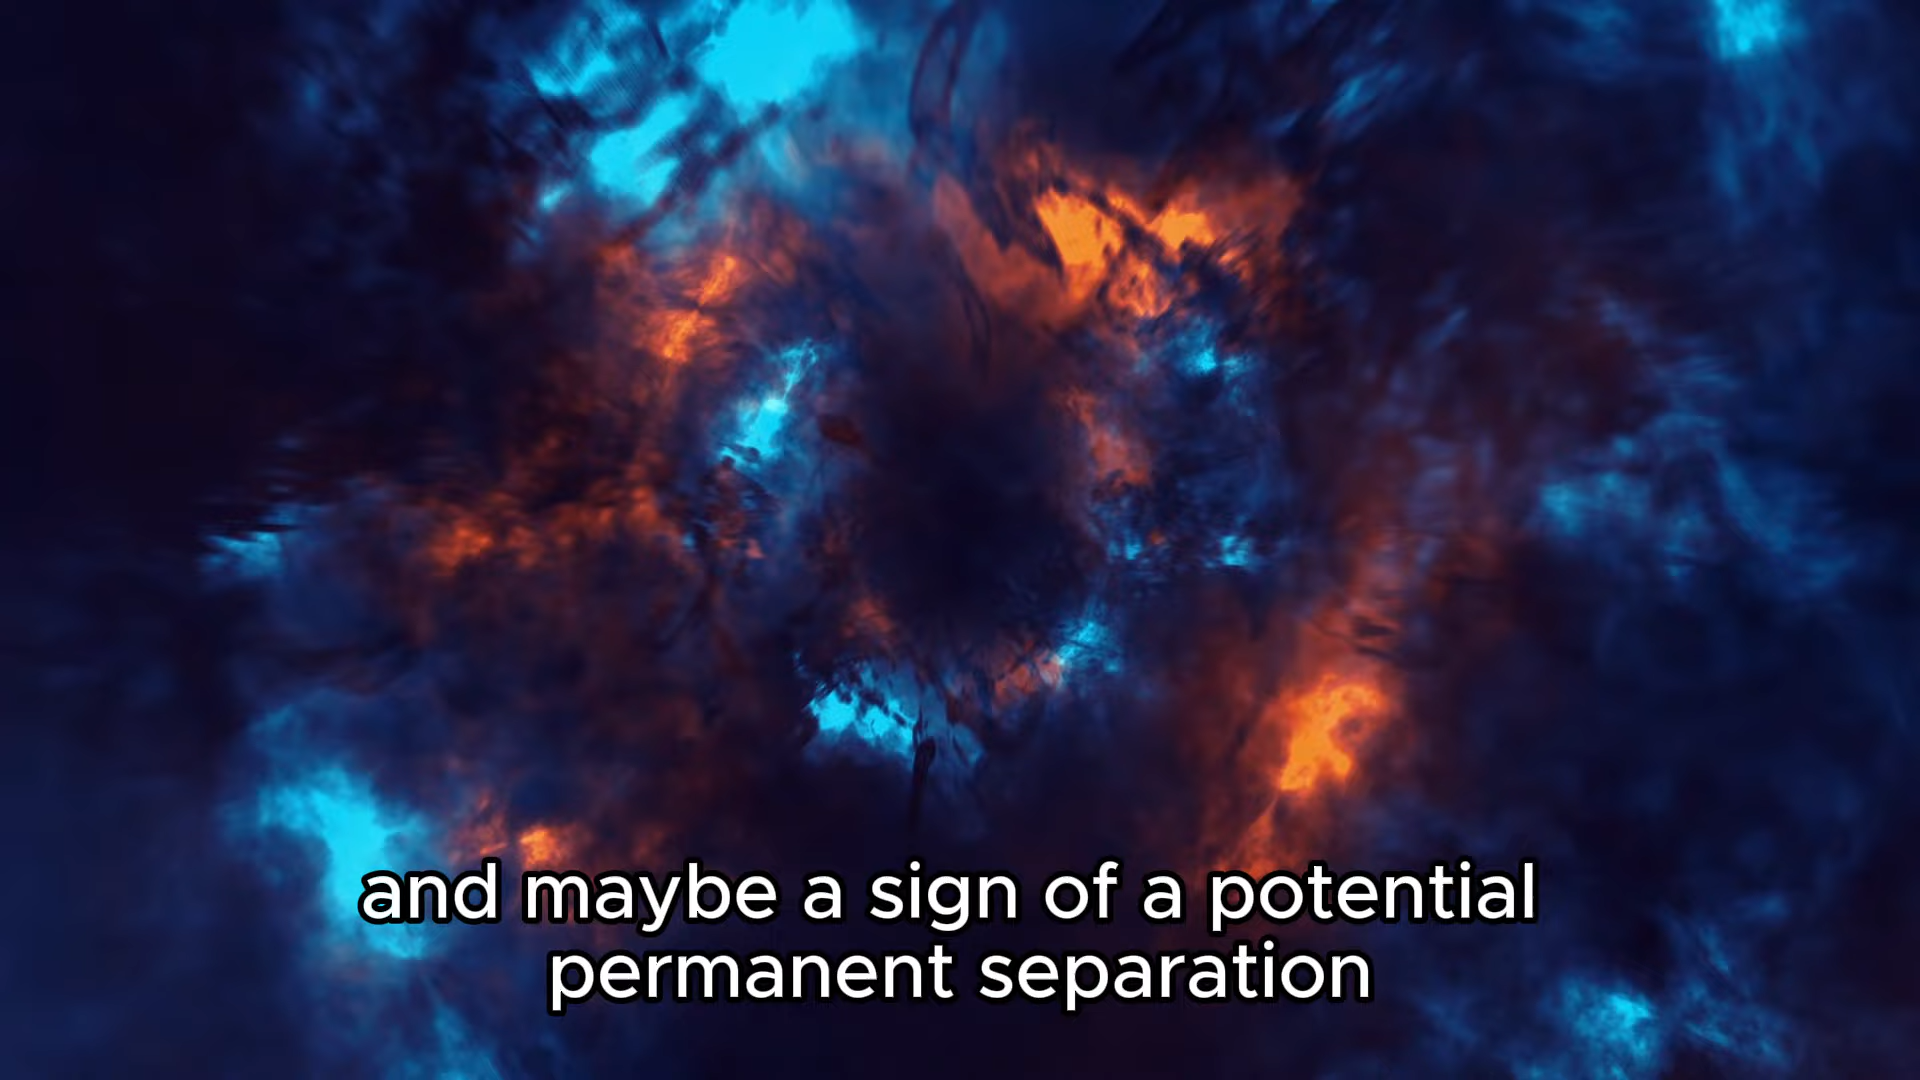 and maybe a sign of a potential
permanent separation